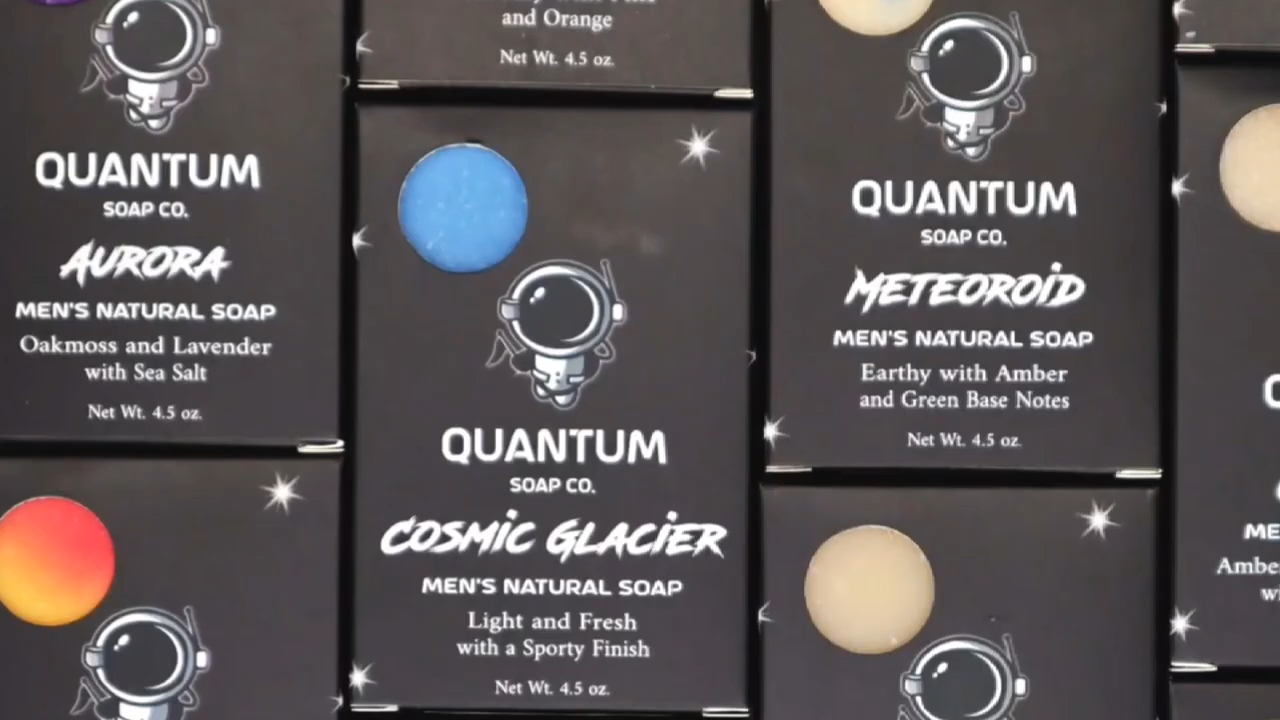 and Orange
Net Wt. 4.5 oz.
QUANTUM
SOAP CO.
AURORA
MEN'S NATURAL SOAP
Oakmoss and Lavender
with Sea Salt
Net Wt. 4.5 oz.
QUANTUM
SOAP CO.
COSMIC GLACIER
MEN'S NATURAL SOAP
Light and Fresh
with a Sporty Finish
Net Wt. 4.5 oz.
QUANTUM
SOAP CO.
METEOROID
MEN'S NATURAL SOAP
Earthy with Amber
and Green Base Notes
Net Wt. 4.5 oz.